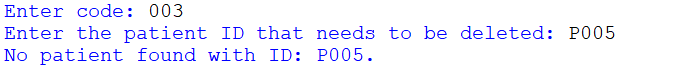 Enter code: 003
Enter the patient ID that needs to be deleted: P005
No patient found with ID: P005.